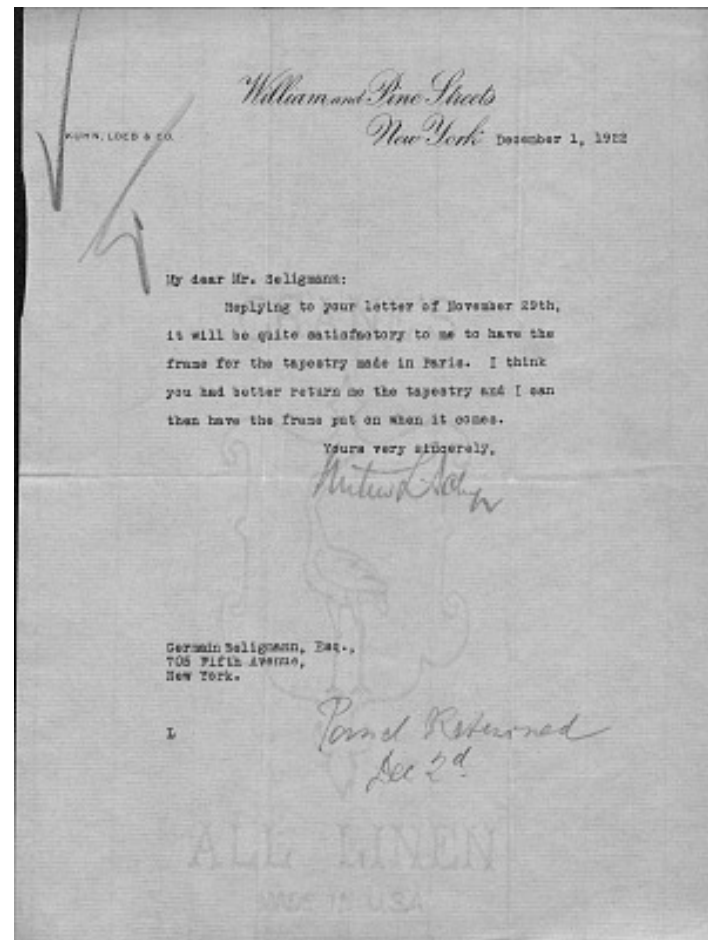 William and Pine Streets
New York December 1, 1922
KUHN, LOEB & CO.
My dear Mr. Seligmann:
Replying to your letter of November 29th,
it will be quite satisfactory to me to have the
frame for the tapestry made in Paris. I think
you had better return me the tapestry and I can
then have the frame put on when it comes.
Yours very sincerely,
Germain Seligmann, Esq.,
705 Fifth Avenue,
New York.
L
Returned
Dec 2d
ALL LINEN
MADE IN U.S.A